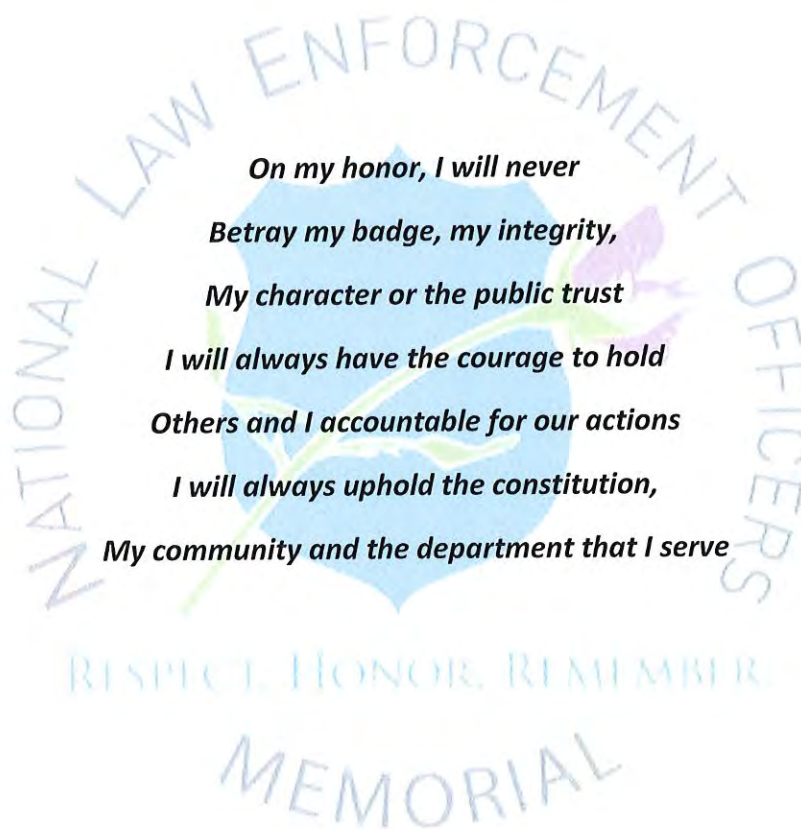 NATIONAL LAW ENFORCEMENT OFFICERS
On my honor, I will never
Betray my badge, my integrity,
My character or the public trust
I will always have the courage to hold
Others and I accountable for our actions
I will always uphold the constitution,
My community and the department that I serve
RESPECT. HONOR. REMEMBER.
MEMORIAL